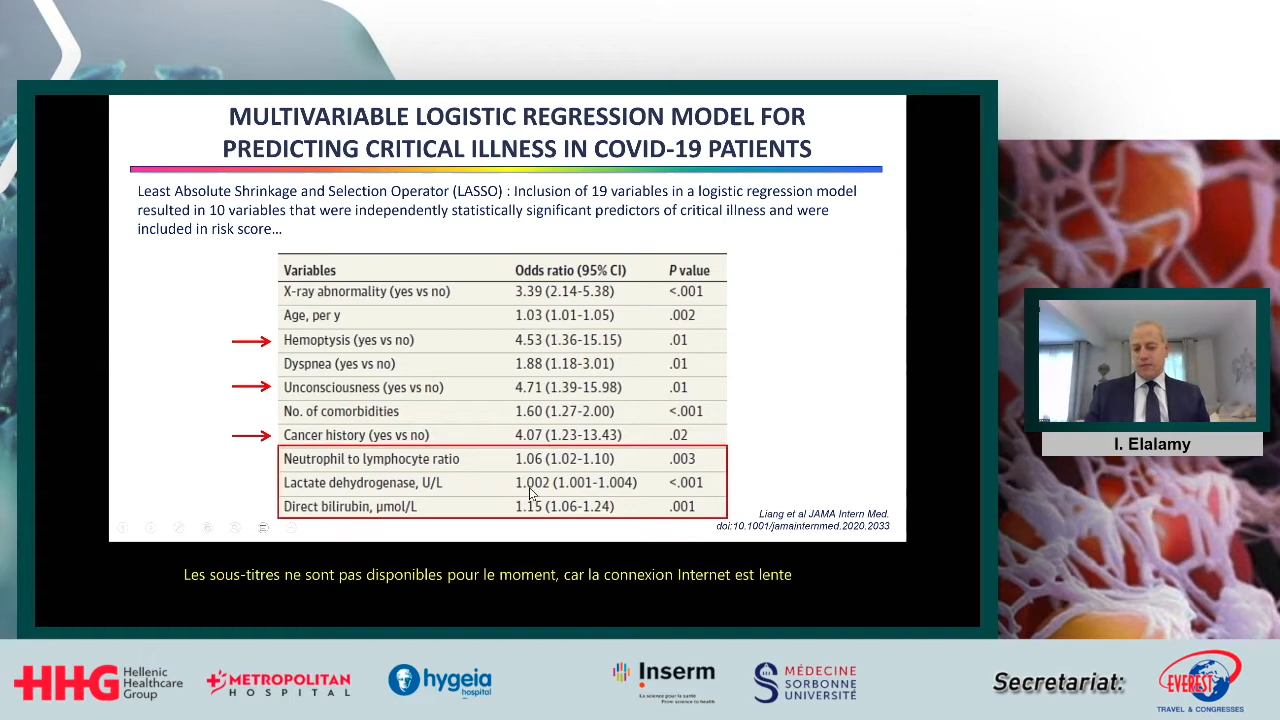 MULTIVARIABLE LOGISTIC REGRESSION MODEL FOR
PREDICTING CRITICAL ILLNESS IN COVID-19 PATIENTS
Least Absolute Shrinkage and Selection Operator (LASSO) : Inclusion of 19 variables in a logistic regression model
resulted in 10 variables that were independently statistically significant predictors of critical illness and were
included in risk score…
Variables Odds ratio (95% CI) P value
X-ray abnormality (yes vs no) 3.39 (2.14-5.38) <.001
Age, per y 1.03 (1.01-1.05) .002
Hemoptysis (yes vs no) 4.53 (1.36-15.15) .01
Dyspnea (yes vs no) 1.88 (1.18-3.01) .01
Unconsciousness (yes vs no) 4.71 (1.39-15.98) .01
No. of comorbidities 1.60 (1.27-2.00) <.001
Cancer history (yes vs no) 4.07 (1.23-13.43) .02
Neutrophil to lymphocyte ratio 1.06 (1.02-1.10) .003
Lactate dehydrogenase, U/L 1.002 (1.001-1.004) <.001
Direct bilirubin, µmol/L 1.15 (1.06-1.24) .001
Liang et al JAMA Intern Med.
doi:10.1001/jamainternmed.2020.2033
Les sous-titres ne sont pas disponibles pour le moment, car la connexion Internet est lente
I. Elalamy
HHG Hellenic
Healthcare
Group
METROPOLITAN
HOSPITAL
hygeia
hospital
Inserm
La science pour la santé
From science to health
MÉDECINE
SORBONNE
UNIVERSITÉ
Secretariat:
EVEREST
TRAVEL & CONGRESSES